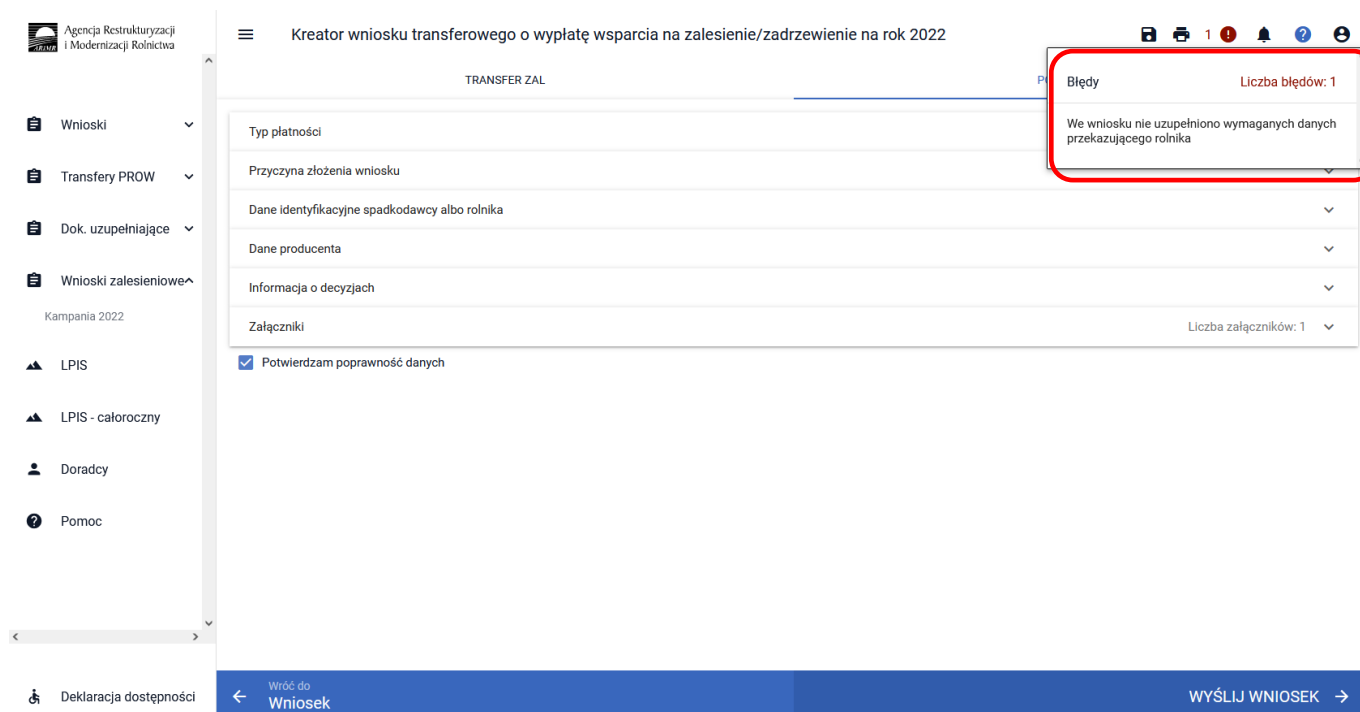 Agencja Restrukturyzacji
i Modernizacji Rolnictwa
ARiMR
Kreator wniosku transferowego o wypłatę wsparcia na zalesienie/zadrzewienie na rok 2022
1
TRANSFER ZAL
Błędy
Liczba błędów: 1
We wniosku nie uzupełniono wymaganych danych
przekazującego rolnika
Wnioski
Transfery PROW
Dok. uzupełniające
Wnioski zalesieniowe
Kampania 2022
LPIS
LPIS - całoroczny
Doradcy
Pomoc
Deklaracja dostępności
Typ płatności
Przyczyna złożenia wniosku
Dane identyfikacyjne spadkodawcy albo rolnika
Dane producenta
Informacja o decyzjach
Załączniki
Liczba załączników: 1
Potwierdzam poprawność danych
Wróć do
Wniosek
WYŚLIJ WNIOSEK